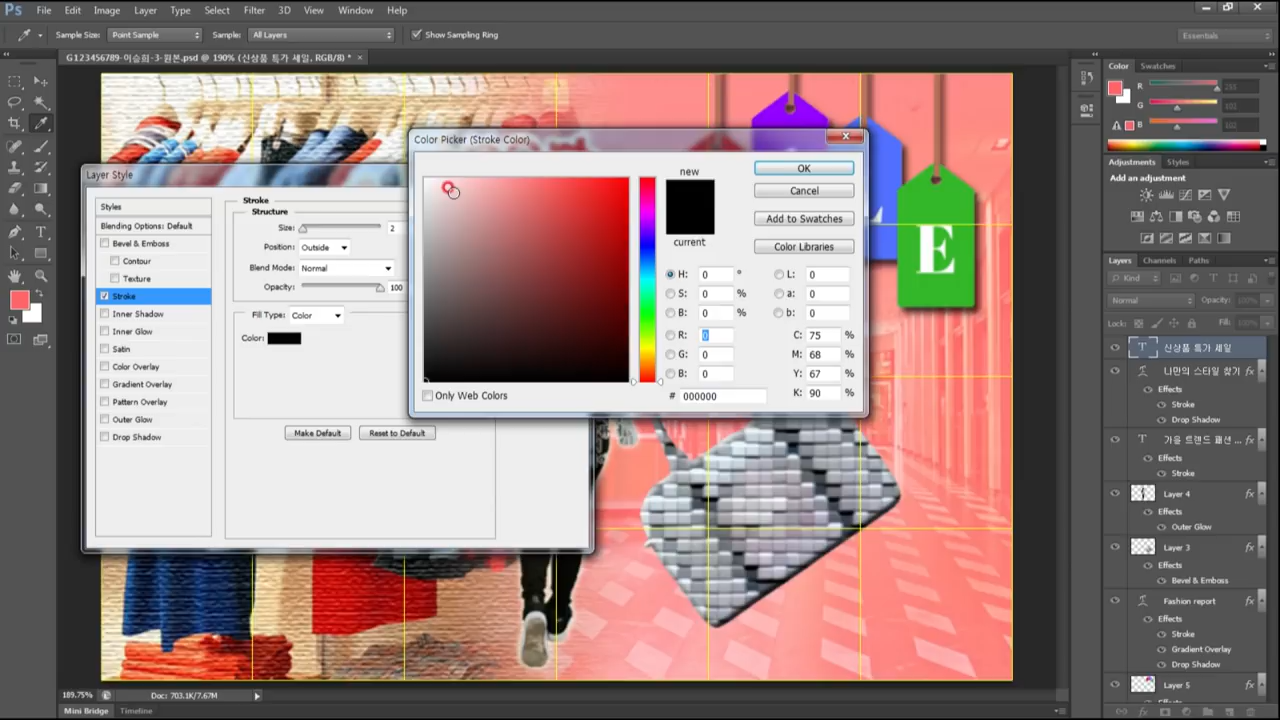 Ps File Edit Image Layer Type Select Filter 3D View Window Help
Sample Size: Point Sample Sample: All Layers Show Sampling Ring Essentials
G123456789-이승희-3-원본.psd @ 190% (신상품 특가 세일, RGB/8) * ×
Color Swatches
R
G
B
Adjustments Styles
Add an adjustment
Layers Channels Paths
Kind
Normal Opacity:
Lock: Fill:
T 신상품 특가 세일
나만의 스타일 찾기
Effects
Stroke
Drop Shadow
T 가을 트렌드 패션 ...
Effects
Stroke
Layer 4 fx
Effects
Outer Glow
Layer 3 fx
Effects
Bevel & Emboss
Fashion report fx
Effects
Stroke
Gradient Overlay
Drop Shadow
Layer 5 fx
E
Layer Style
Styles
Blending Options: Default
Bevel & Emboss
Contour
Texture
Stroke
Inner Shadow
Inner Glow
Satin
Color Overlay
Gradient Overlay
Pattern Overlay
Outer Glow
Drop Shadow
Stroke
Structure
Size: 2
Position: Outside
Blend Mode: Normal
Opacity: 100
Fill Type: Color
Color:
Make Default Reset to Default
Color Picker (Stroke Color)
new
current
OK
Cancel
Add to Swatches
Color Libraries
H: 0 ° L: 0
S: 0 % a: 0
B: 0 % b: 0
R: 0 C: 75 %
G: 0 M: 68 %
B: 0 Y: 67 %
# 000000 K: 90 %
Only Web Colors
189.75% Doc: 703.1K/7.67M
Mini Bridge Timeline